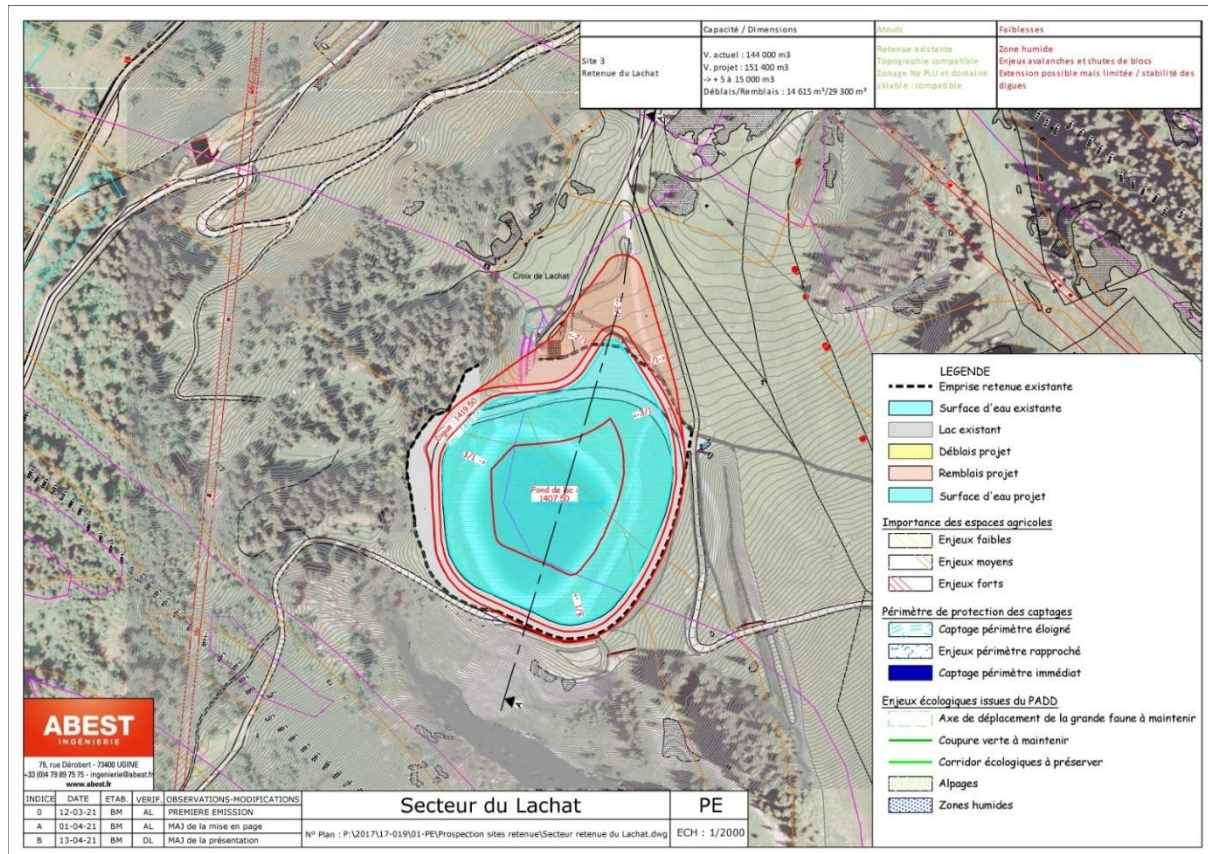 Capacité / Dimensions
Atouts
Faiblesses
Site 3
Retenue du Lachat
V. actuel : 144 000 m3
V. projet : 151 400 m3
-> + 5 à 15 000 m3
Déblais/Remblais : 14 615 m³/29 300 m³
Retenue existante
Topographie compatible
Zonage Na PLU et domaine
skiable : compatible
Zone humide
Enjeux avalanches et chutes de blocs
Extension possible mais limitée / stabilité des
digues
Croix de Lachat
Digue : 1419.50
Fond de lac :
1407.50
LEGENDE
Emprise retenue existante
Surface d'eau existante
Lac existant
Déblais projet
Remblais projet
Surface d'eau projet
Importance des espaces agricoles
Enjeux faibles
Enjeux moyens
Enjeux forts
Périmètre de protection des captages
Captage périmètre éloigné
Enjeux périmètre rapproché
Captage périmètre immédiat
Enjeux écologiques issues du PADD
Axe de déplacement de la grande faune à maintenir
Coupure verte à maintenir
Corridor écologiques à préserver
Alpages
Zones humides
ABEST
INGÉNIERIE
75, rue Dérobert - 73400 UGINE
+33 (0)4 79 89 75 75 - ingenierie@abest.fr
www.abest.fr
INDICE DATE ETAB. VERIF. OBSERVATIONS-MODIFICATIONS
0 12-03-21 BM AL PREMIERE EMISSION
A 01-04-21 BM AL MAJ de la mise en page
B 13-04-21 BM DL MAJ de la présentation
Secteur du Lachat
PE
N° Plan : P:\2017\17-019\01-PE\Prospection sites retenue\Secteur retenue du Lachat.dwg
ECH : 1/2000